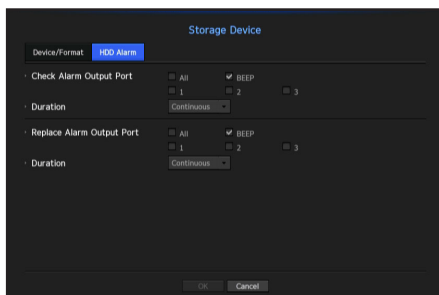 Storage Device
Device/Format HDD Alarm
Check Alarm Output Port All BEEP
1 2 3
Duration Continuous
Replace Alarm Output Port All BEEP
1 2 3
Duration Continuous
OK Cancel